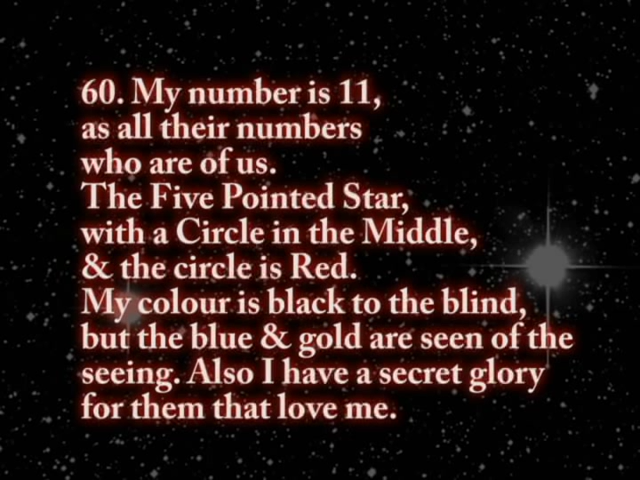 60. My number is 11,
as all their numbers
who are of us.
The Five Pointed Star,
with a Circle in the Middle,
& the circle is Red.
My colour is black to the blind,
but the blue & gold are seen of the
seeing. Also I have a secret glory
for them that love me.